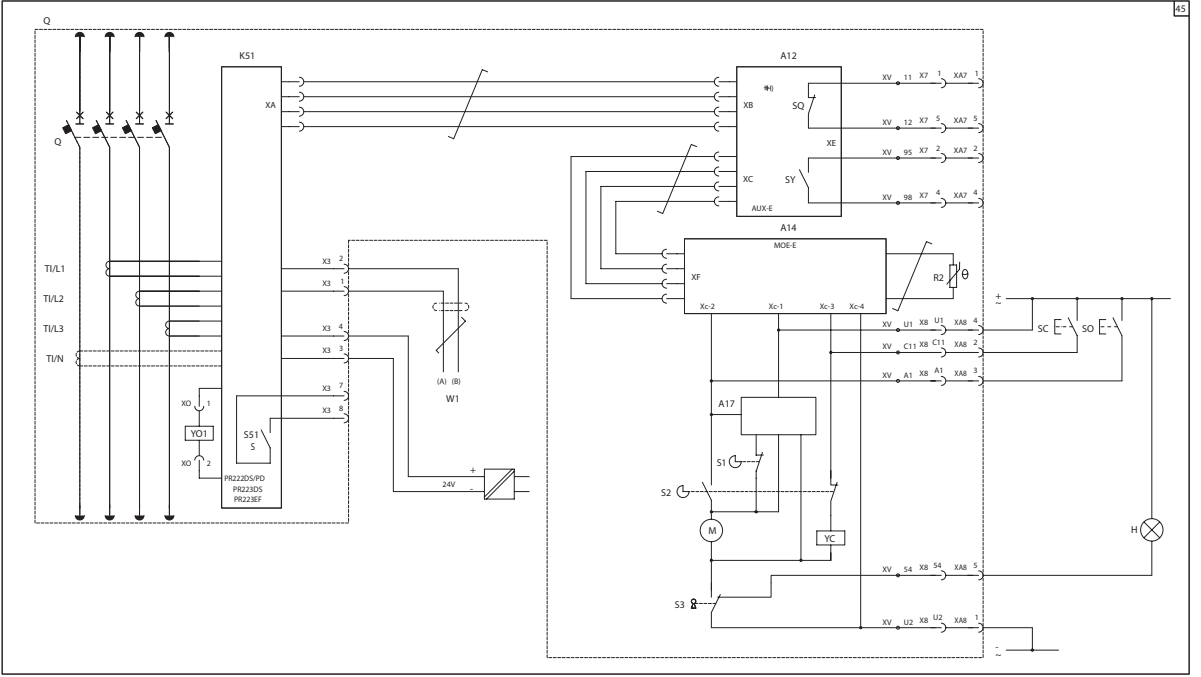 45
Q
K51
A12
XA
XB
*H)
SQ
XV 11 X7 1 XA7 1
XV 12 X7 5 XA7 5
XE
Q
XC
SY
XV 95 X7 2 XA7 2
XV 98 X7 4 XA7 4
AUX-E
A14
MOE-E
XF
R2 θ
TI/L1
X3 2
TI/L2
X3 1
Xc-2 Xc-1 Xc-3 Xc-4
+
~
TI/L3
X3 4
XV U1 X8 U1 XA8 4
SC SO
TI/N
X3 3
XV C11 X8 C11 XA8 2
(A) (B)
W1
XV A1 X8 A1 XA8 3
X3 7
XO 1
A17
X3 8
YO1
S51
S
XO 2
S1
PR222DS/PD
PR223DS
PR223EF
+
24V
-
S2
M
YC
H
XV S4 X8 S4 XA8 5
S3
XV U2 X8 U2 XA8 1
-
~